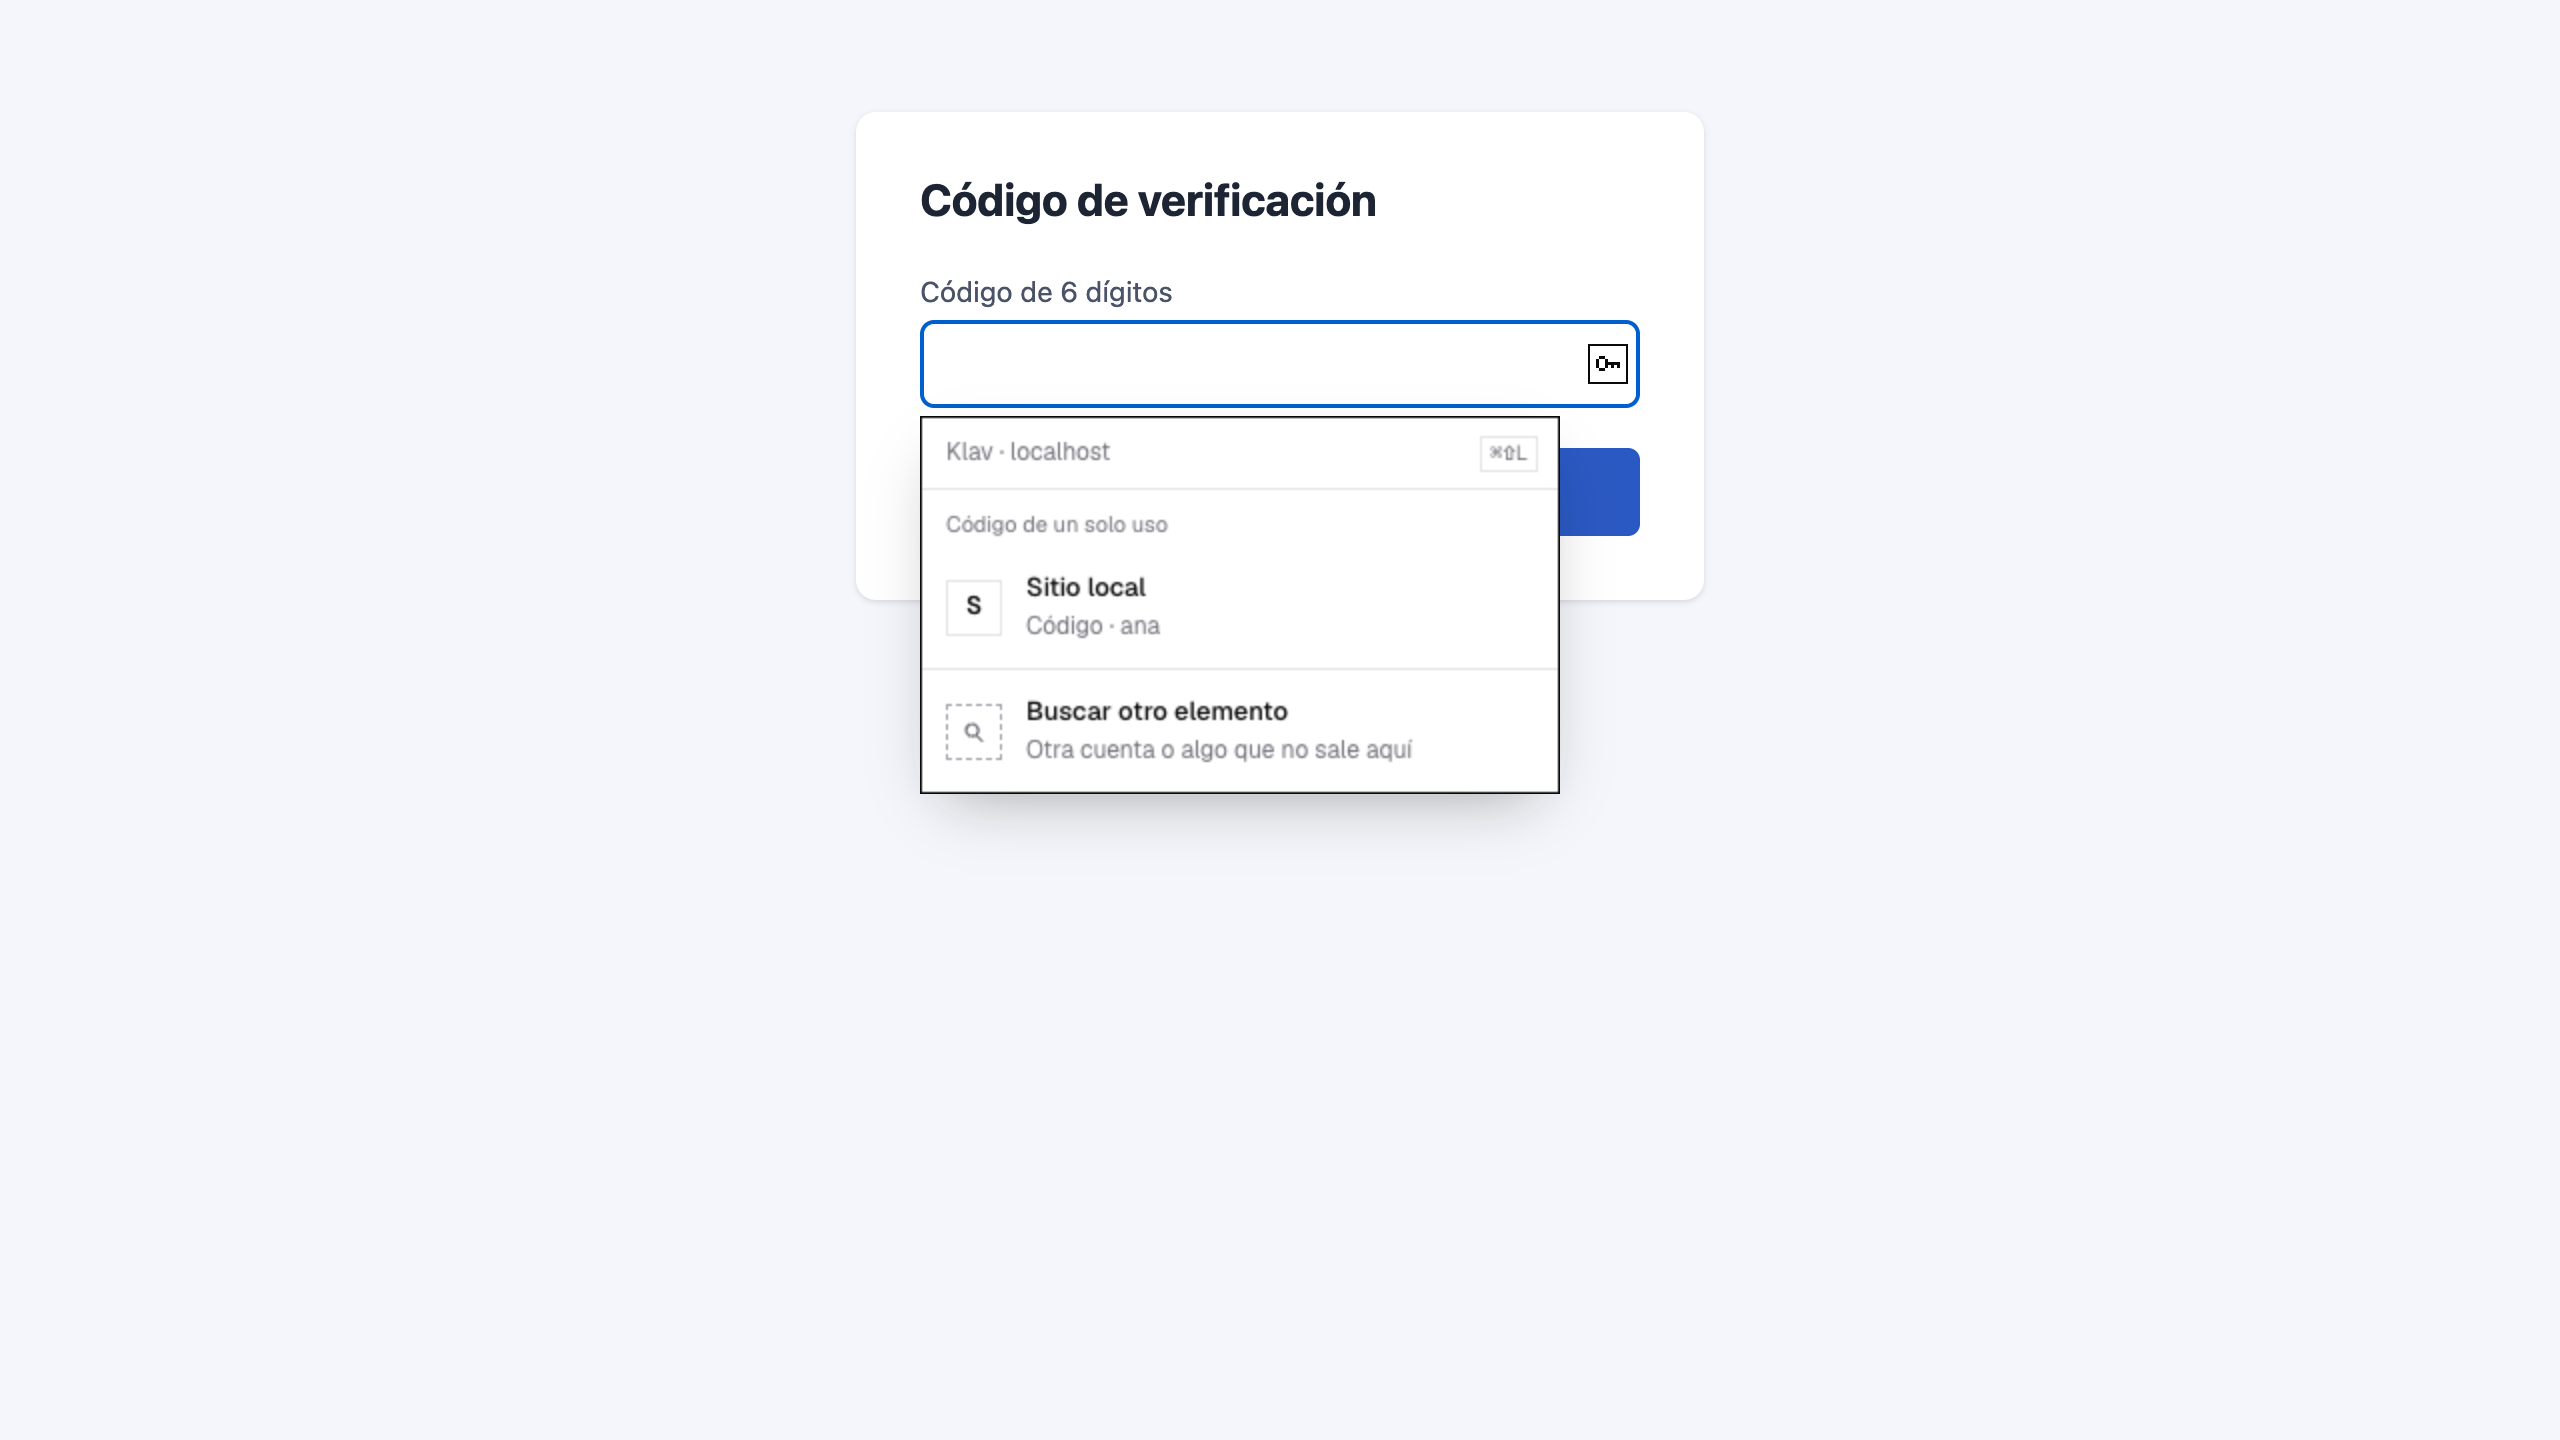 Código de verificación
Código de 6 dígitos
Klav · localhost ⌘⇧L
Código de un solo uso
S
Sitio local
Código · ana
Buscar otro elemento
Otra cuenta o algo que no sale aquí